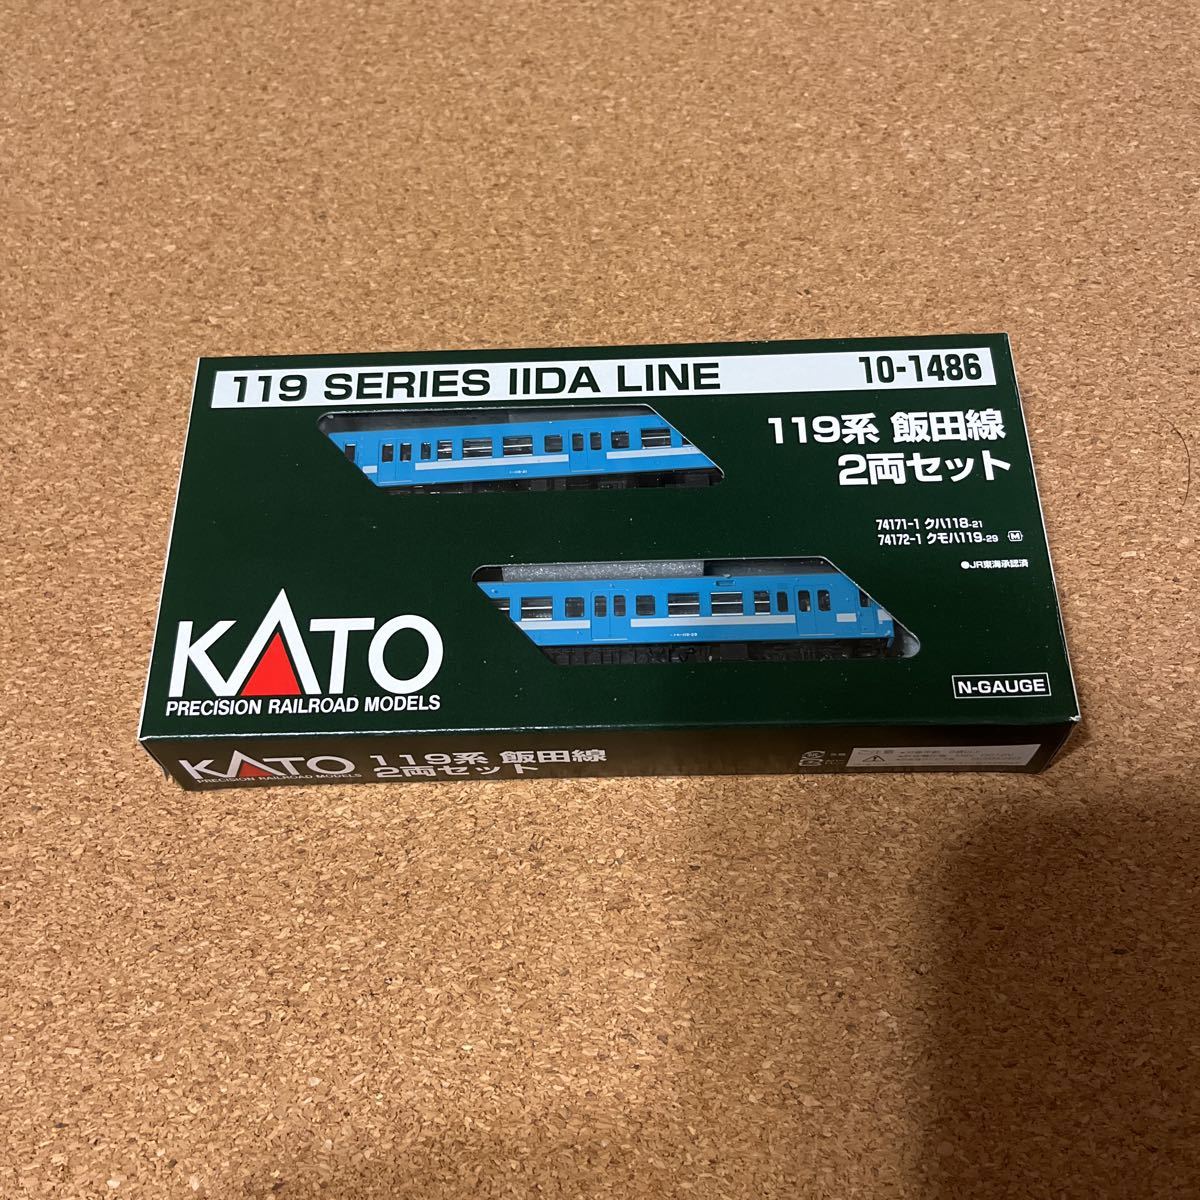 119 SERIES IIDA LINE
10-1486
119系 飯田線
2両セット
74171-1 クハ118-21
74172-1 クモハ119-29 M
●JR東海承認済
KATO
PRECISION RAILROAD MODELS
N-GAUGE
KATO
PRECISION RAILROAD MODELS
119系 飯田線
2両セット